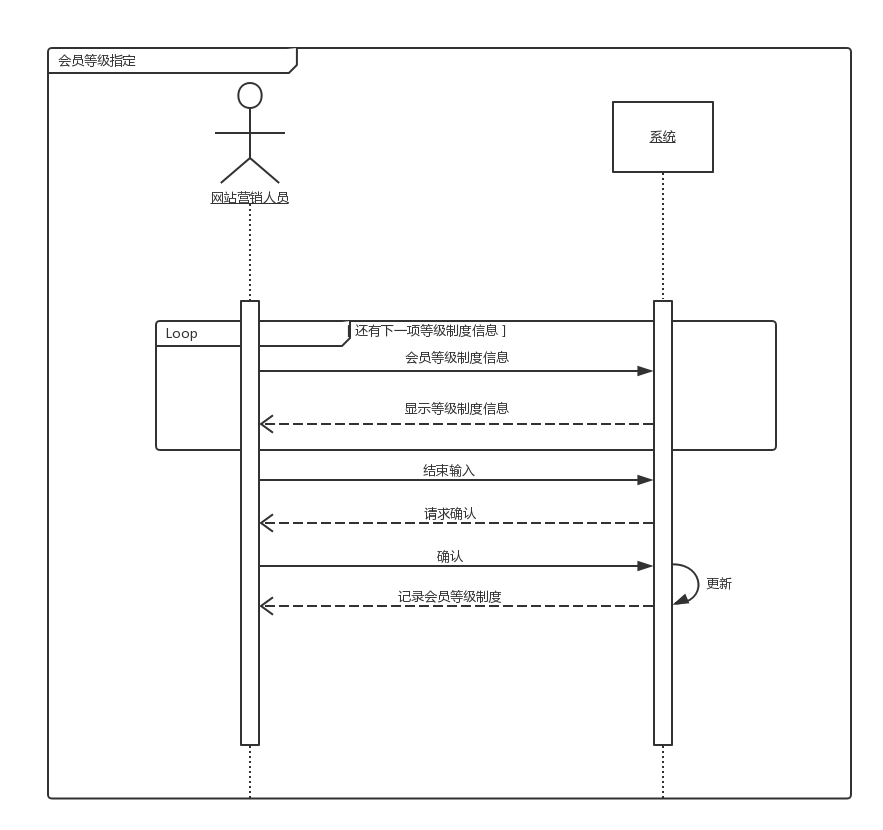 会员等级指定
系统
网站营销人员
Loop
[ 还有下一项等级制度信息 ]
会员等级制度信息
显示等级制度信息
结束输入
请求确认
确认
更新
记录会员等级制度